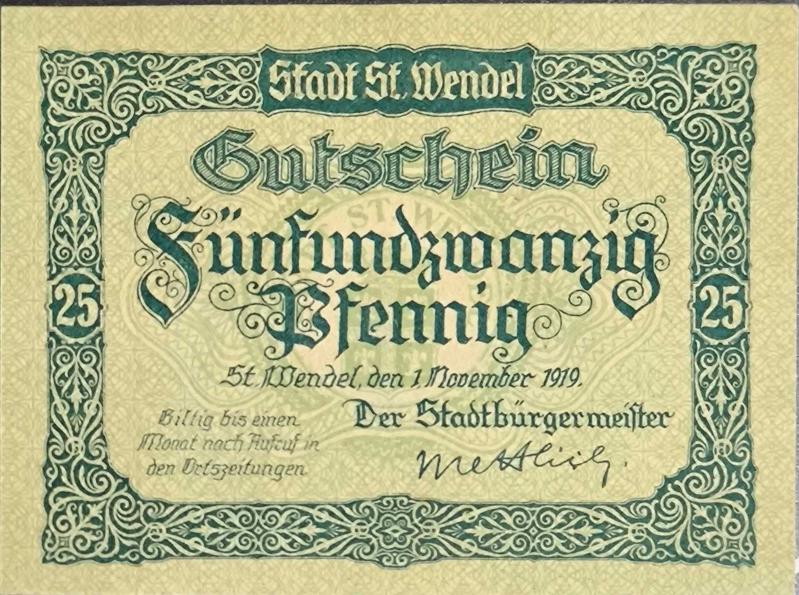 Stadt St. Wendel
Gutschein
Fünfundzwanzig
Pfennig
25
25
St. Wendel, den 1. November 1919.
Giltig bis einen
Monat nach Aufruf in
den Ortszeitungen
Der Stadtbürgermeister